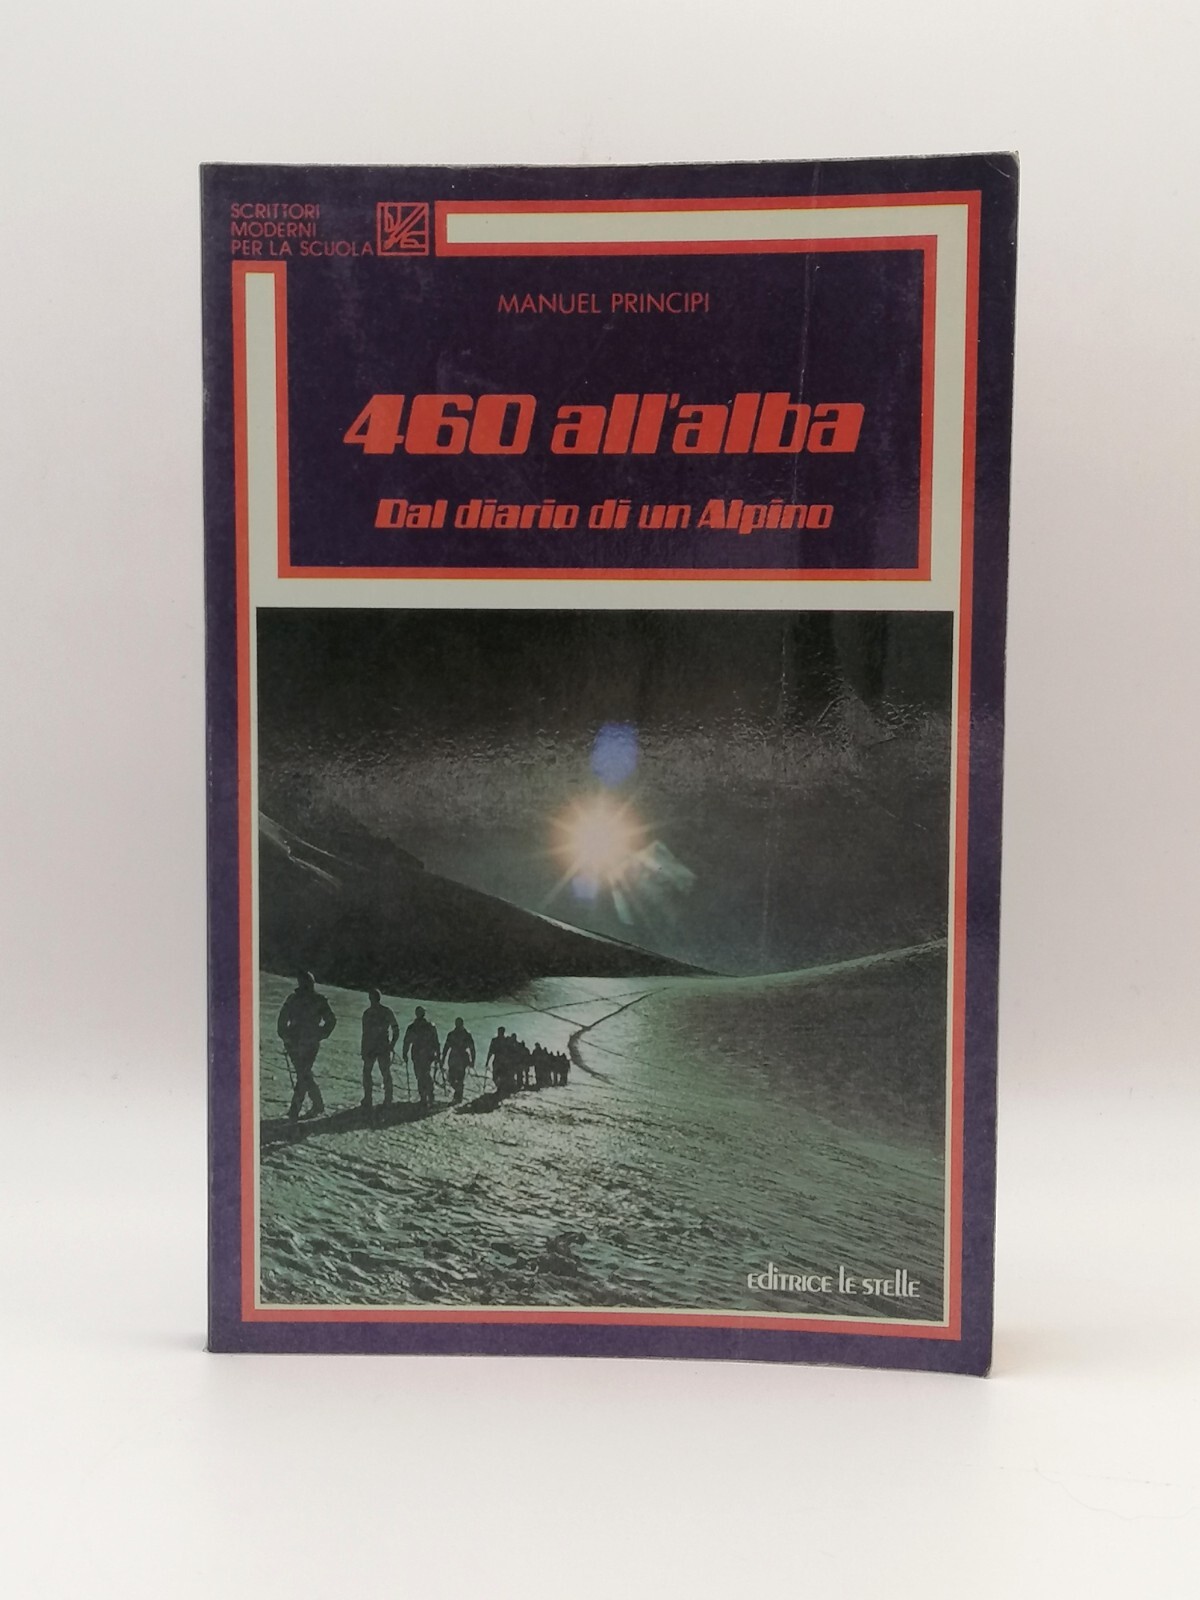 SCRITTORI
MODERNI
PER LA SCUOLA
MANUEL PRINCIPI
460 all'alba
Dal diario di un Alpino
EDITRICE LE STELLE